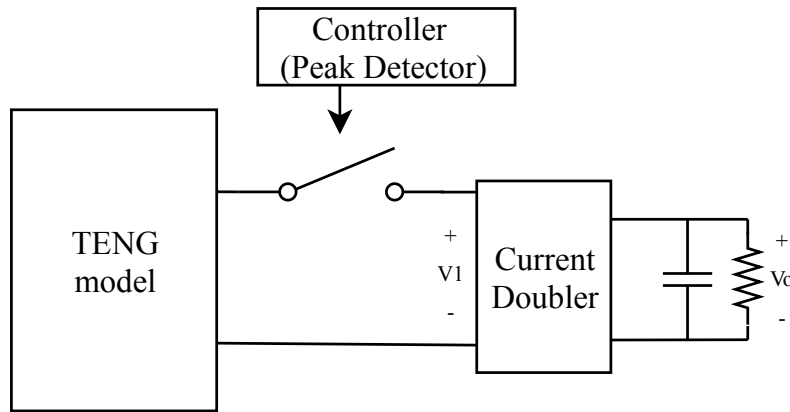 Controller
(Peak Detector)
TENG
model
+
V1
-
Current
Doubler
+
Vo
-